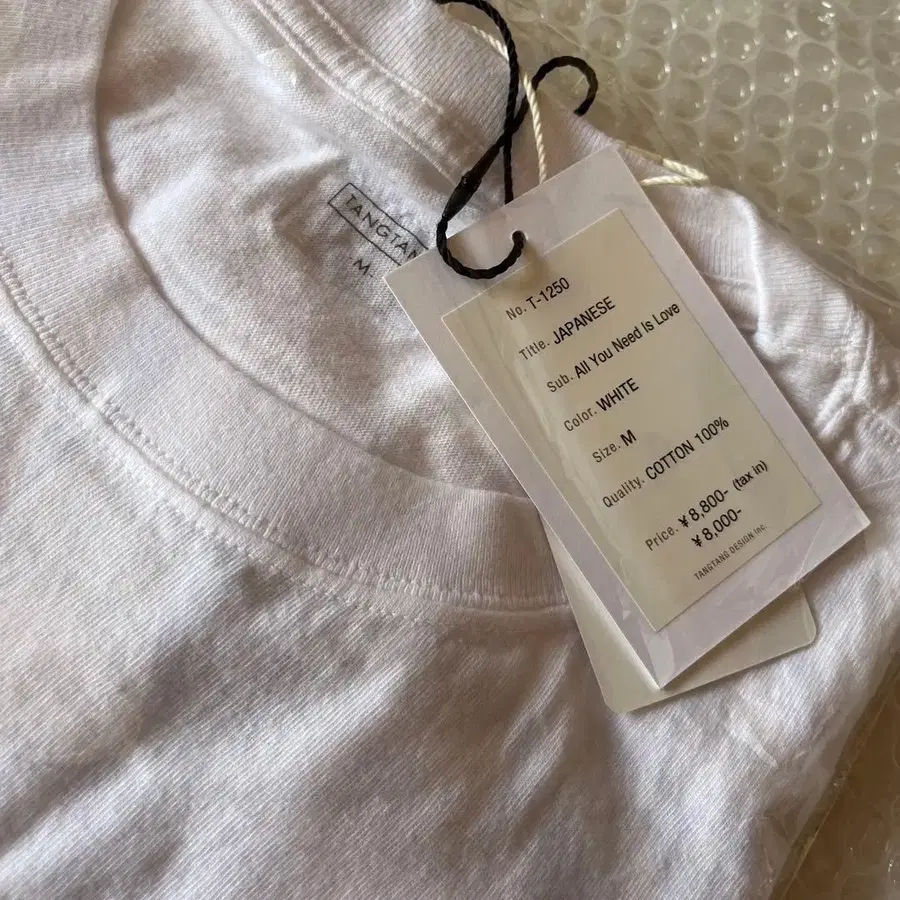 TANGTAN
M
No. T-1250
Title. JAPANESE
Sub. All You Need Is Love
Color. WHITE
Size. M
Quality. COTTON 100%
Price. ¥8,800- (tax in)
¥8,000-
TANGTANG DESIGN Inc.